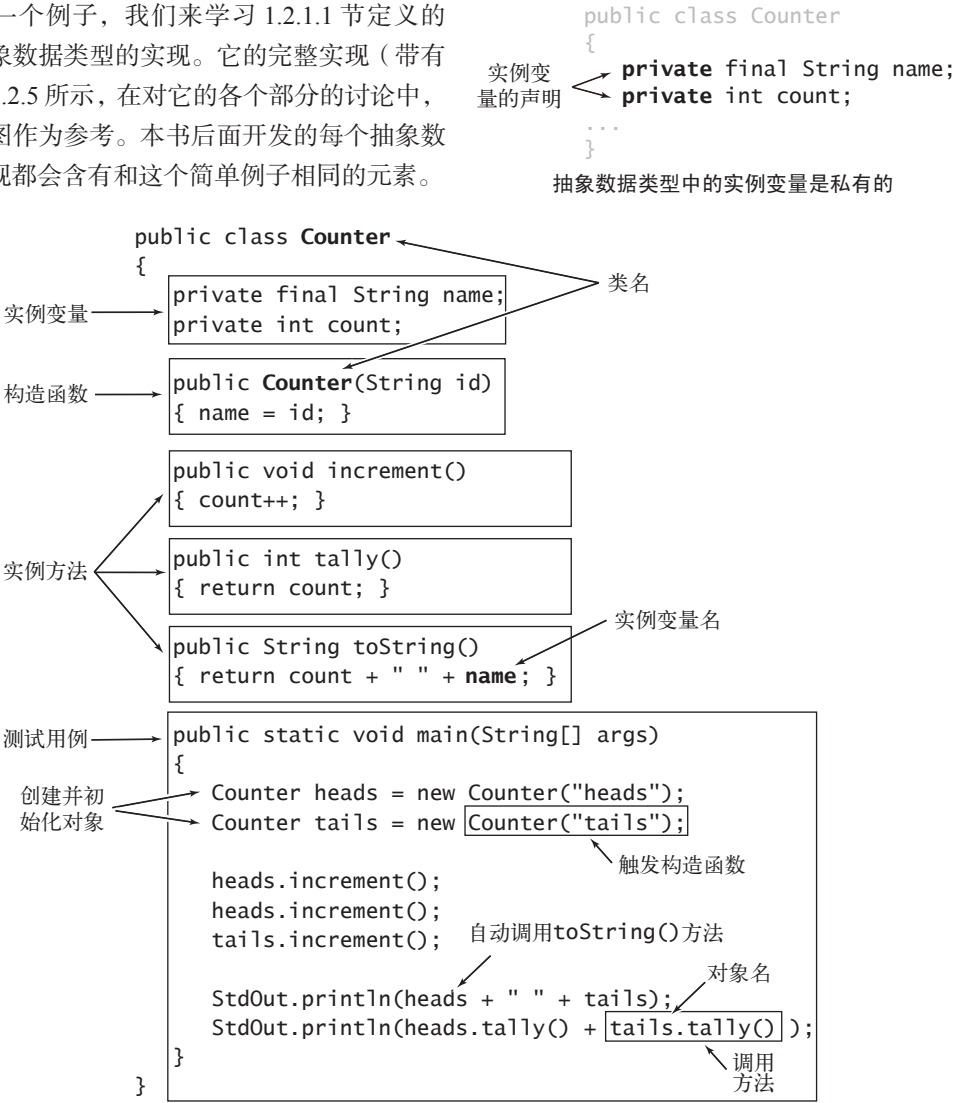 一个例子，我们来学习 1.2.1.1 节定义的
象数据类型的实现。它的完整实现（带有
.2.5 所示，在对它的各个部分的讨论中，
图作为参考。本书后面开发的每个抽象数
现都会含有和这个简单例子相同的元素。
public class Counter
{
实例变
量的声明
private final String name;
private int count;
...
}
抽象数据类型中的实例变量是私有的
public class Counter
{
类名
实例变量
private final String name;
private int count;
构造函数
public Counter(String id)
{ name = id; }
public void increment()
{ count++; }
实例方法
public int tally()
{ return count; }
实例变量名
public String toString()
{ return count + " " + name; }
测试用例
public static void main(String[] args)
{
创建并初
始化对象
Counter heads = new Counter("heads");
Counter tails = new Counter("tails");
触发构造函数
heads.increment();
heads.increment();
tails.increment();
自动调用toString()方法
对象名
StdOut.println(heads + " " + tails);
StdOut.println(heads.tally() + tails.tally() );
}
调用
方法
}